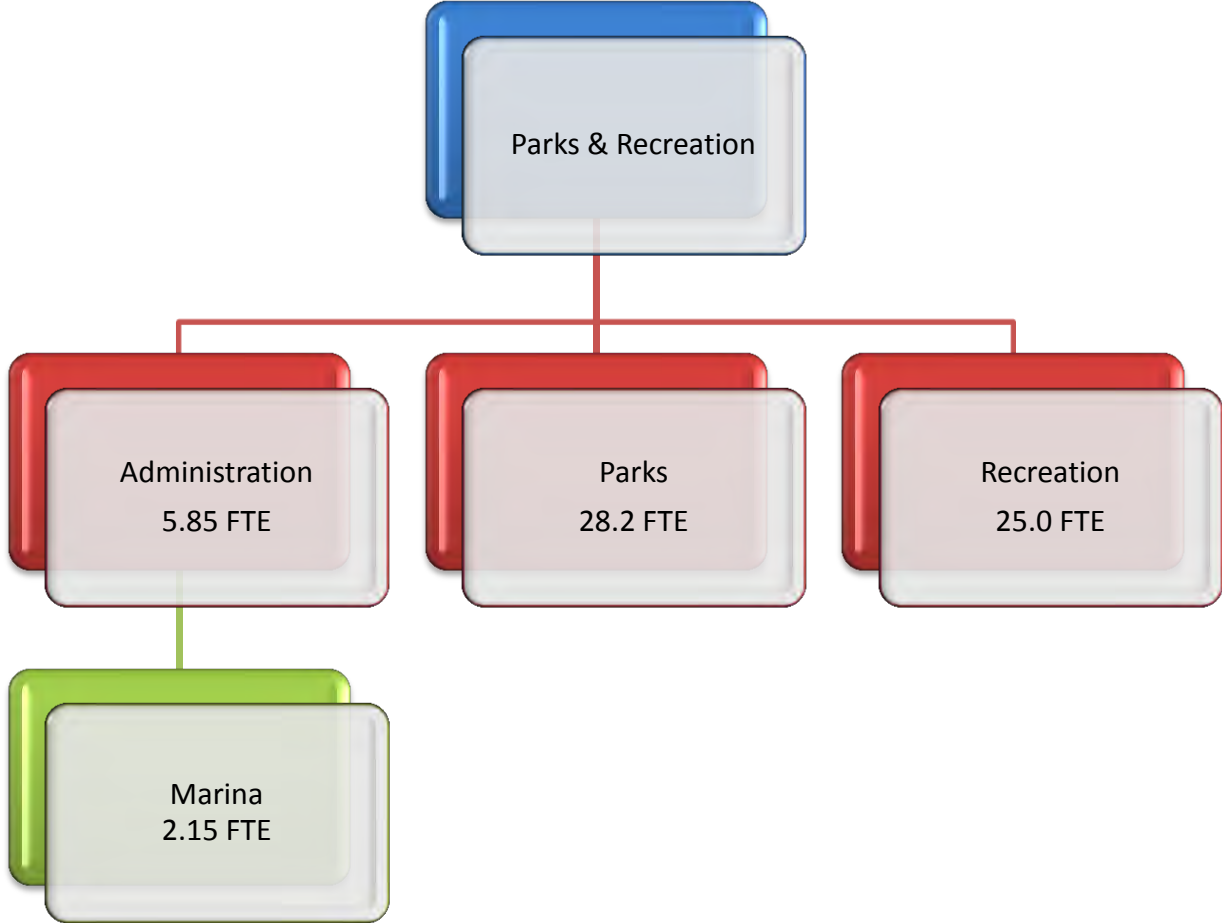 Parks & Recreation
Administration
5.85 FTE
Parks
28.2 FTE
Recreation
25.0 FTE
Marina
2.15 FTE